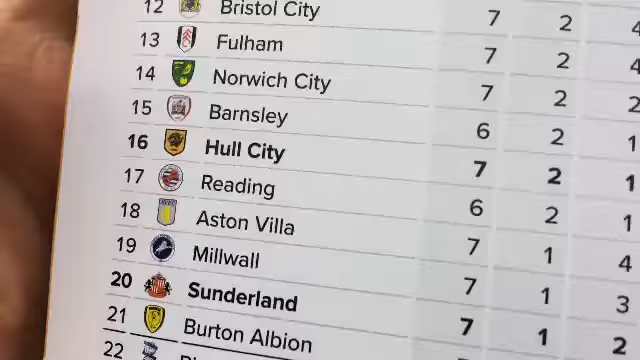 12 Bristol City 7 2 4
13 Fulham 7 2 4
14 Norwich City 7 2 2
15 Barnsley 6 2 1
16 Hull City 7 2 1
17 Reading 6 2 1
18 Aston Villa 7 1 4
19 Millwall 7 1 3
20 Sunderland 7 1 2
21 Burton Albion
22